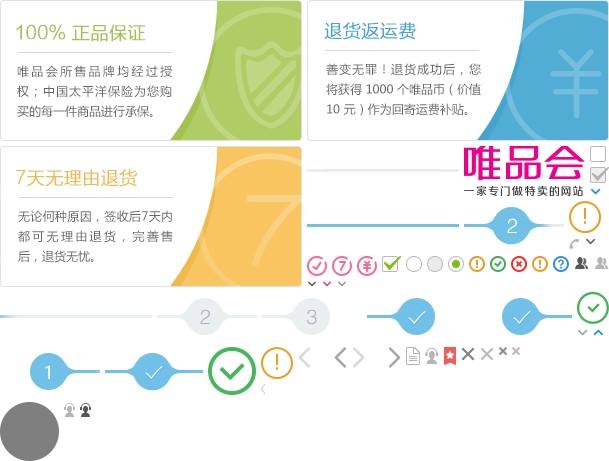 100% 正品保证
唯品会所售品牌均经过授
权；中国太平洋保险为您购
买的每一件商品进行承保。
退货返运费
善变无罪！退货成功后，您
将获得 1000 个唯品币（价值
10 元）作为回寄运费补贴。
7天无理由退货
无论何种原因，签收后7天内
都可无理由退货，完善售
后，退货无忧。
7
唯品会
一家专门做特卖的网站
2
7
2
3
1